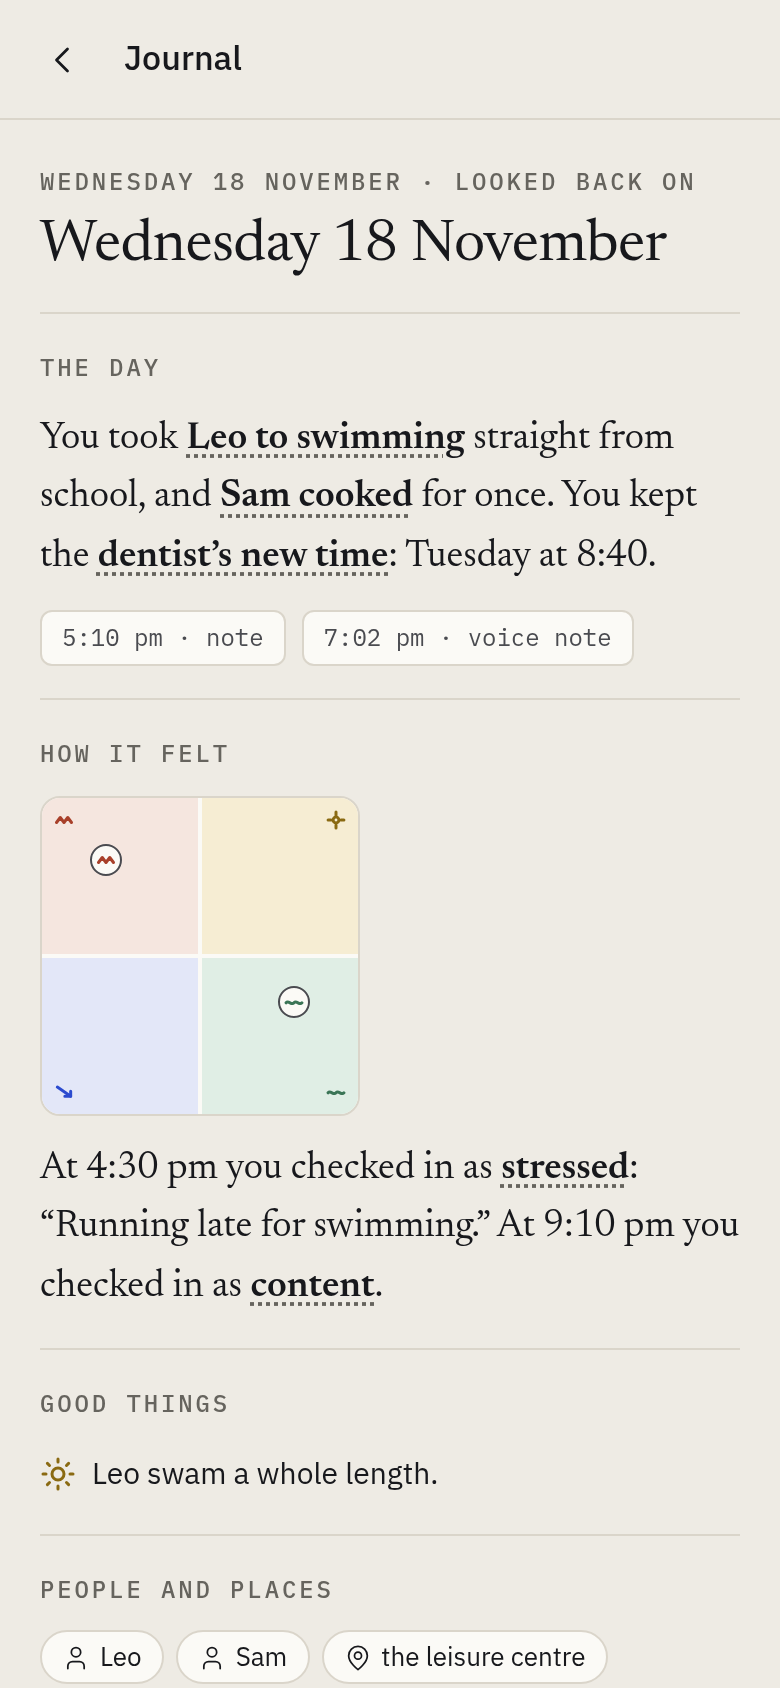 Journal
WEDNESDAY 18 NOVEMBER · LOOKED BACK ON
Wednesday 18 November
THE DAY
You took Leo to swimming straight from
school, and Sam cooked for once. You kept
the dentist’s new time: Tuesday at 8:40.
5:10 pm · note
7:02 pm · voice note
HOW IT FELT
At 4:30 pm you checked in as stressed:
“Running late for swimming.” At 9:10 pm you
checked in as content.
GOOD THINGS
Leo swam a whole length.
PEOPLE AND PLACES
Leo
Sam
the leisure centre